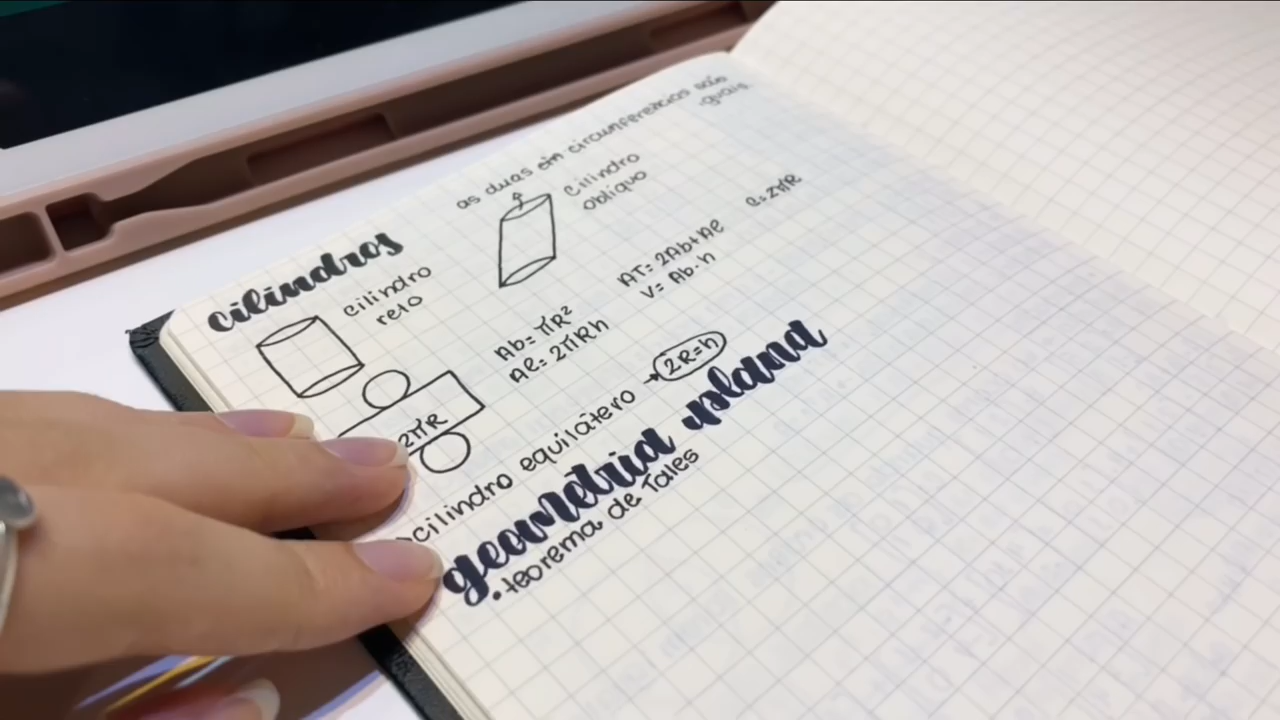 cilindros
cilindro
reto
as duas circunferências são
iguais
cilindro
oblíquo
2πR
Ab = πR²
Al = 2πRh
AT = 2Ab + Al
V = Ab · h
cilindro equilátero → 2R=h
geometria plana
.teorema de Tales